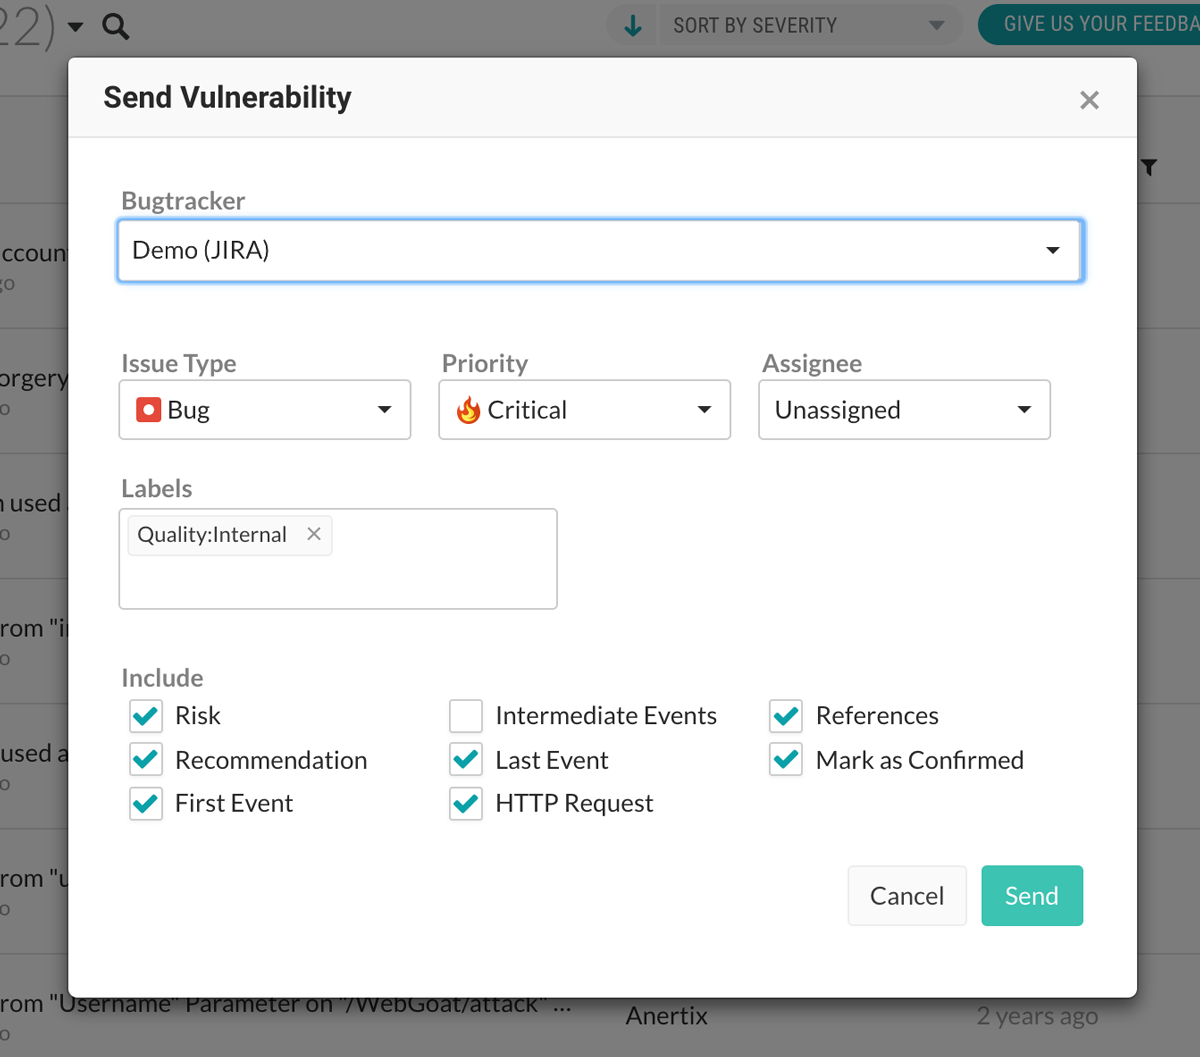 22)
SORT BY SEVERITY
GIVE US YOUR FEEDBA
Send Vulnerability
Bugtracker
Demo (JIRA)
Issue Type Priority Assignee
Bug Critical Unassigned
Labels
Quality:Internal
Include
Risk Intermediate Events References
Recommendation Last Event Mark as Confirmed
First Event HTTP Request
Cancel Send
ccoun
go
orgery
o
n used
o
rom "i
o
used a
o
rom "u
o
rom "Username" Parameter on "/WebGoat/attack" ...
o
Anertix 2 years ago